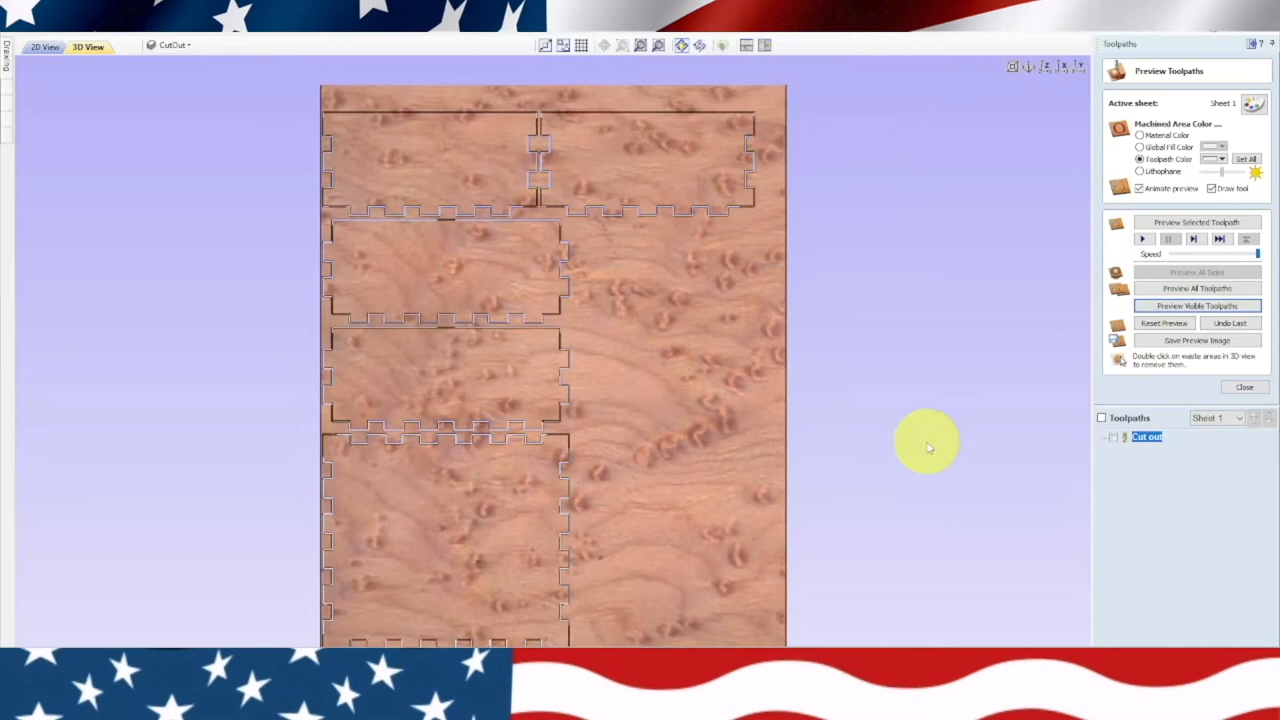 Drawing
2D View
3D View
CutOut
Toolpaths
Preview Toolpaths
Active sheet: Sheet 1
Machined Area Color ....
Material Color
Global Fill Color
Toolpath Color
Set All
Lithophane
Animate preview
Draw tool
Preview Selected Toolpath
Speed
Preview All Sides
Preview All Toolpaths
Preview Visible Toolpaths
Reset Preview
Undo Last
Save Preview Image
Double click on waste areas in 3D view
to remove them.
Close
Toolpaths
Sheet 1
Cut out